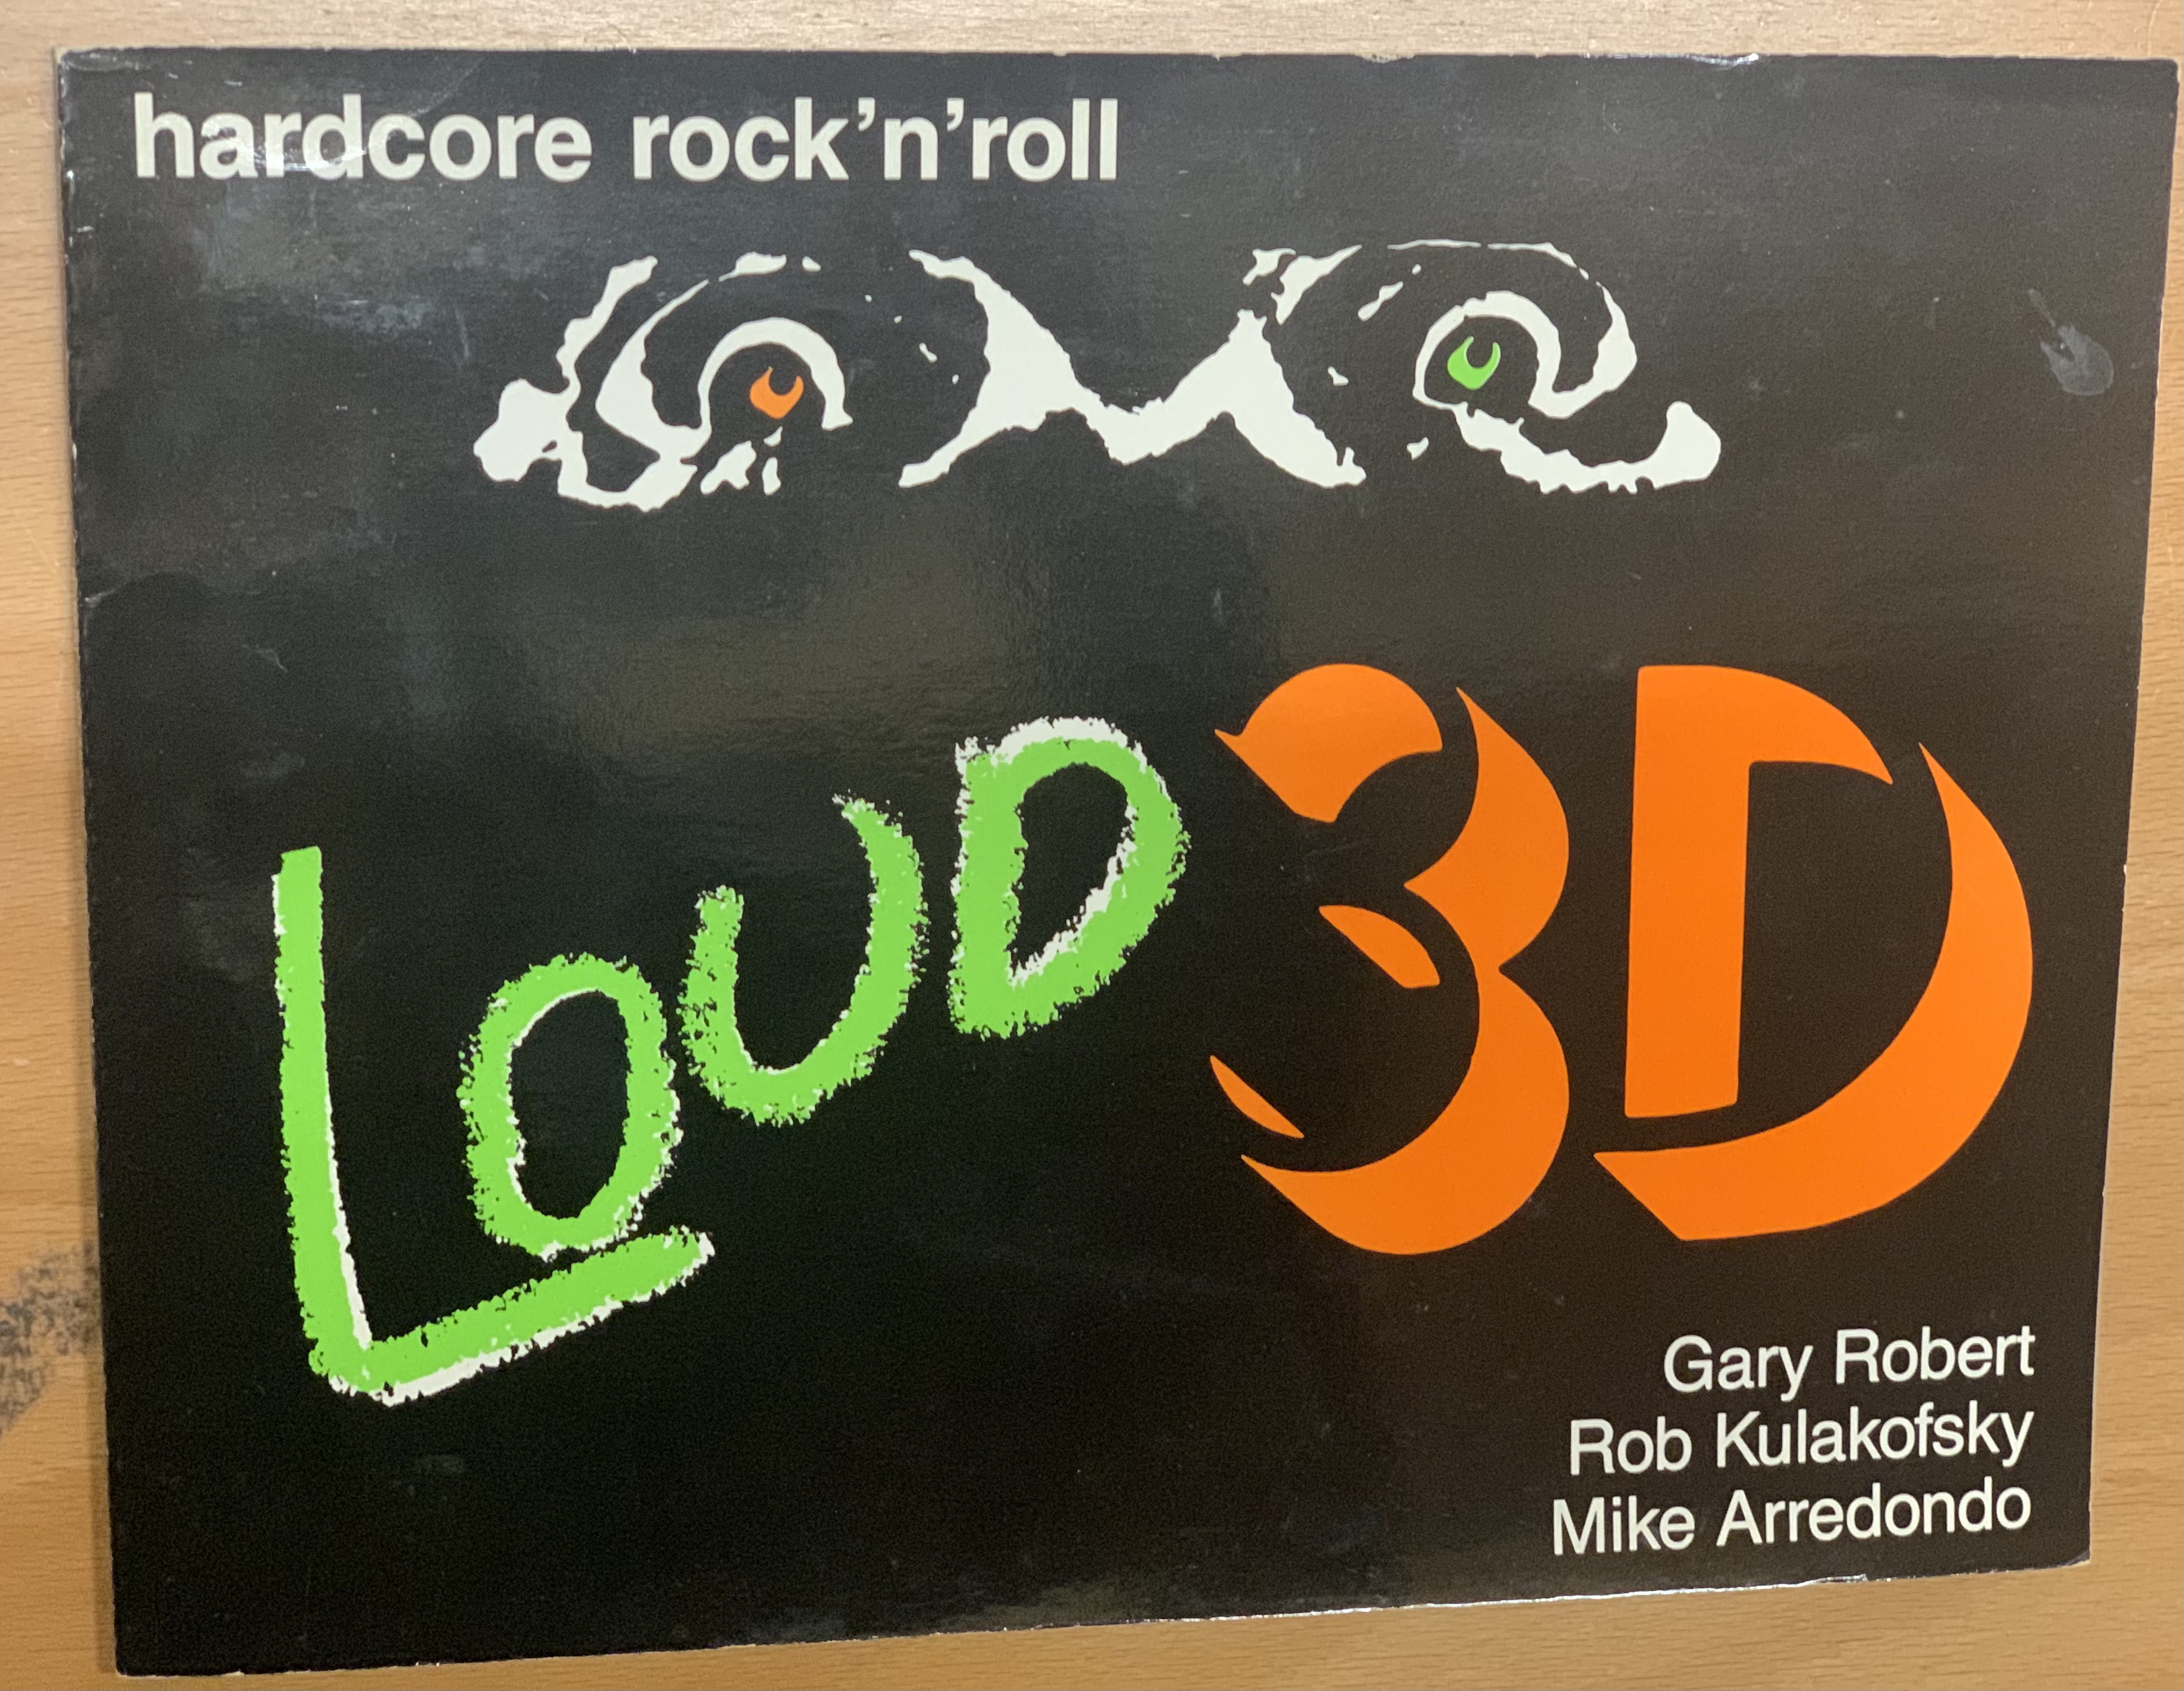 hardcore rock'n'roll
LOUD 3D
Gary Robert
Rob Kulakofsky
Mike Arredondo